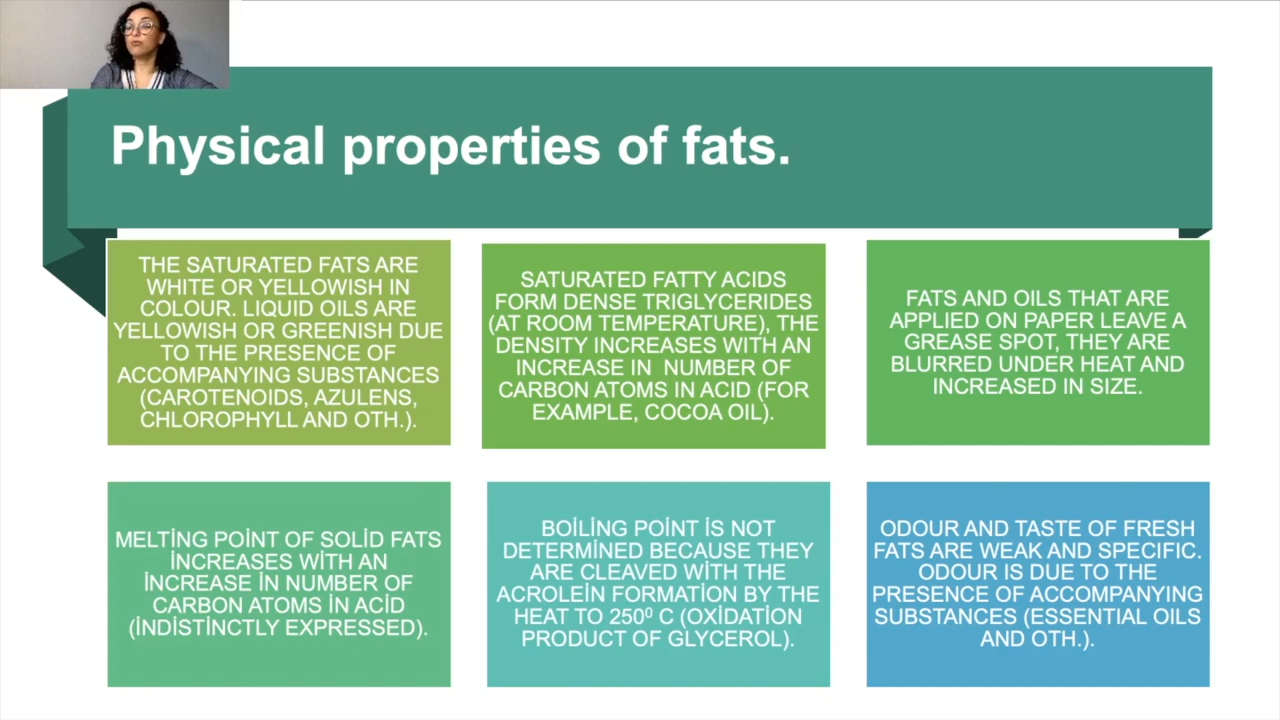 Physical properties of fats.
THE SATURATED FATS ARE
WHITE OR YELLOWISH IN
COLOUR. LIQUID OILS ARE
YELLOWISH OR GREENISH DUE
TO THE PRESENCE OF
ACCOMPANYING SUBSTANCES
(CAROTENOIDS, AZULENS,
CHLOROPHYLL AND OTH.).
SATURATED FATTY ACIDS
FORM DENSE TRIGLYCERIDES
(AT ROOM TEMPERATURE), THE
DENSITY INCREASES WITH AN
INCREASE IN NUMBER OF
CARBON ATOMS IN ACID (FOR
EXAMPLE, COCOA OIL).
FATS AND OILS THAT ARE
APPLIED ON PAPER LEAVE A
GREASE SPOT, THEY ARE
BLURRED UNDER HEAT AND
INCREASED IN SIZE.
MELTİNG POİNT OF SOLİD FATS
İNCREASES WİTH AN
İNCREASE İN NUMBER OF
CARBON ATOMS İN ACİD
(İNDİSTİNCTLY EXPRESSED).
BOİLİNG POİNT İS NOT
DETERMİNED BECAUSE THEY
ARE CLEAVED WİTH THE
ACROLEİN FORMATİON BY THE
HEAT TO 250⁰ C (OXİDATİON
PRODUCT OF GLYCEROL).
ODOUR AND TASTE OF FRESH
FATS ARE WEAK AND SPECIFIC.
ODOUR IS DUE TO THE
PRESENCE OF ACCOMPANYING
SUBSTANCES (ESSENTIAL OILS
AND OTH.).